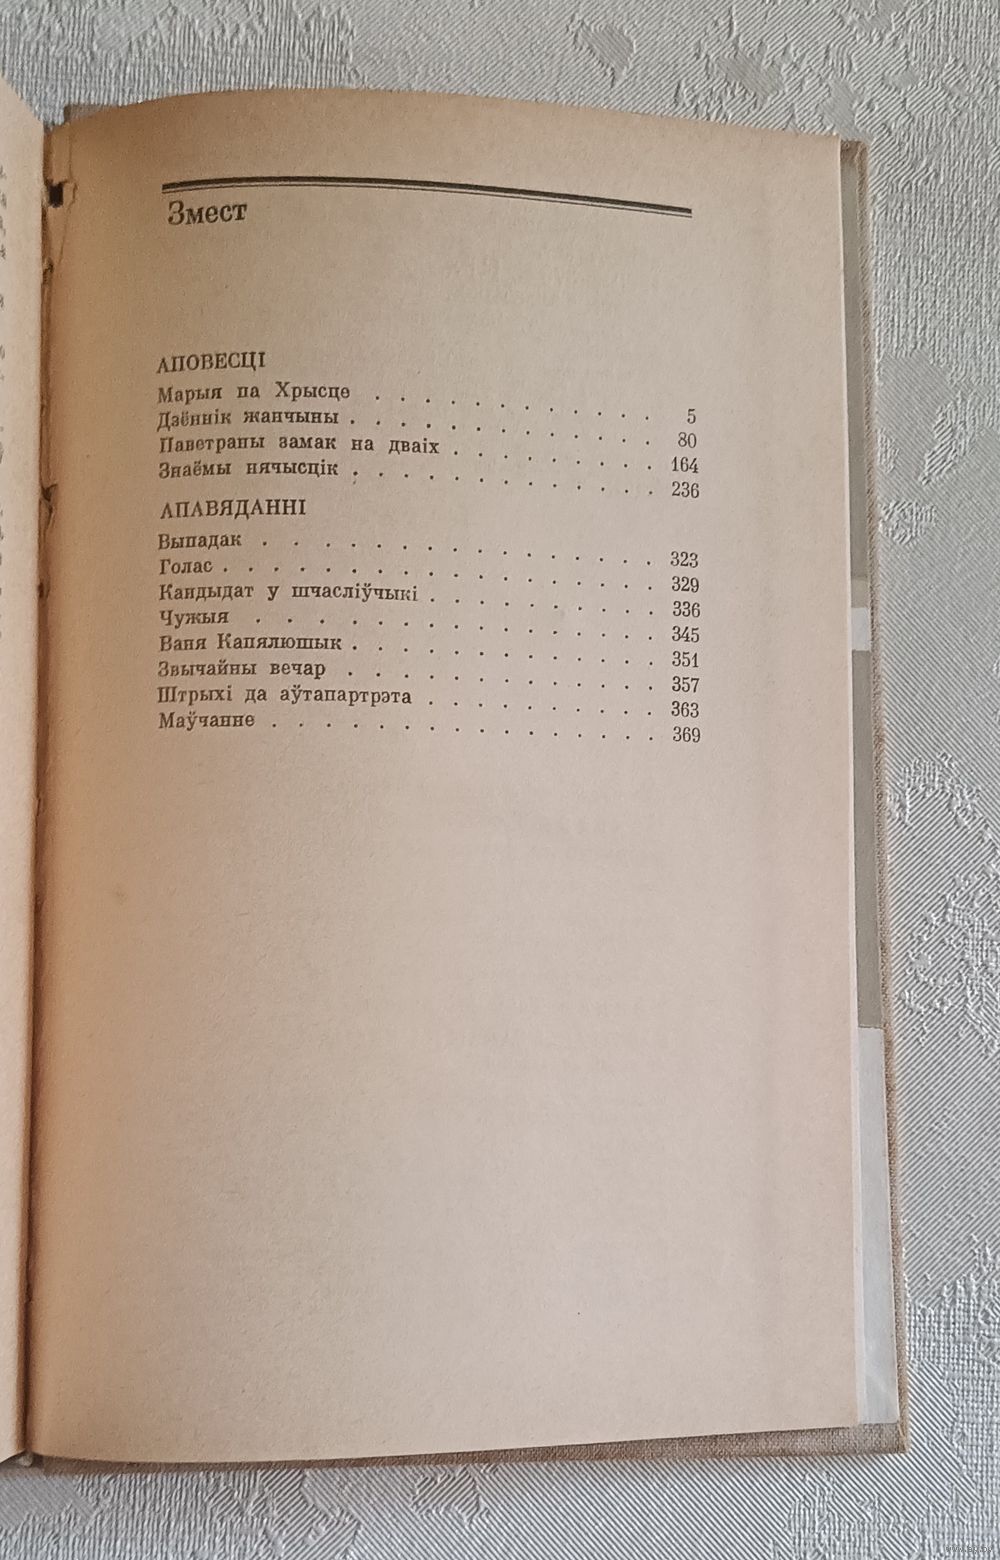 Змест
АПОВЕСЦІ
Марыя па Хрысце . . . . . . . . . . . . 5
Дзённік жанчыны . . . . . . . . . . . . 80
Паветраны замак на дваіх . . . . . . . . 164
Знаёмы нячысцік . . . . . . . . . . . . 236
АПАВЯДАННІ
Выпадак . . . . . . . . . . . . . . . 323
Голас . . . . . . . . . . . . . . . . 329
Кандыдат у шчасліўчыкі . . . . . . . . . 336
Чужыя . . . . . . . . . . . . . . . 345
Ваня Капялюшык . . . . . . . . . . . . 351
Звычайны вечар . . . . . . . . . . . . 357
Штрыхі да аўтапартрэта . . . . . . . . . 363
Маўчанне . . . . . . . . . . . . . . 369